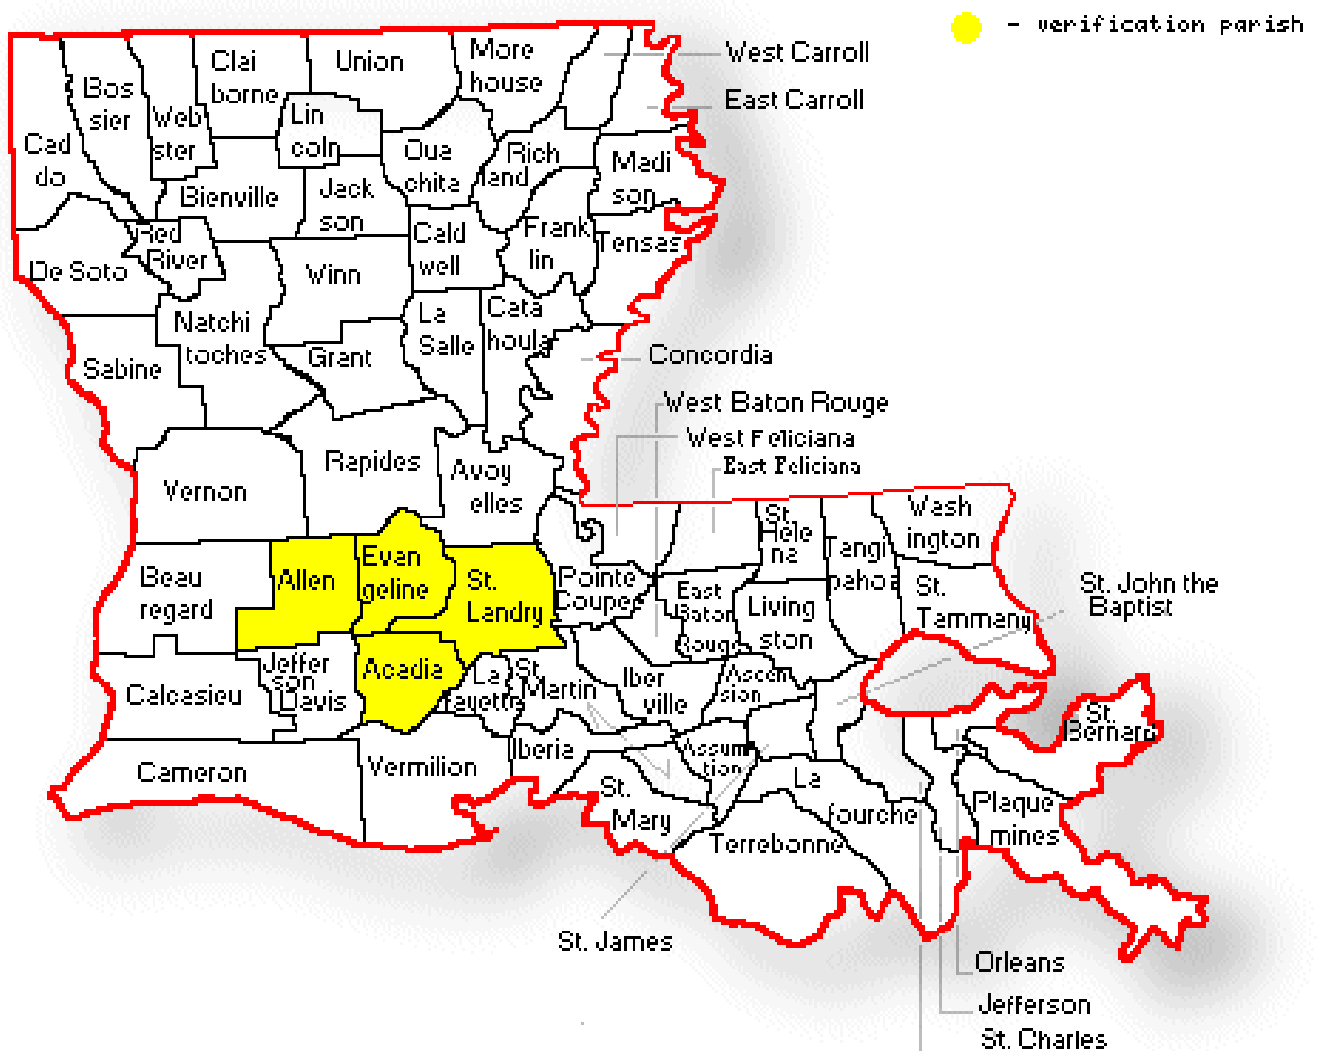 - verification parish
West Carroll
East Carroll
Cad
do
Bos
sier
Web
ster
Clai
borne
Union
More
house
Lin
coln
Oua
chita
Rich
land
Madi
son
Bienville
Jack
son
De Soto
Red
River
Winn
Cald
well
Frank
lin
Tensas
Sabine
Natchi
toches
Grant
La
Salle
Cata
houla
Concordia
West Baton Rouge
West Feliciana
East Feliciana
Vernon
Rapides
Avoy
elles
St.
Hele
na
Tangi
pahoa
Wash
ington
Beau
regard
Allen
Evan
geline
St.
Landry
Pointe
Coupee
East
Baton
Rouge
Living
ston
St.
Tammany
St. John the
Baptist
Calcasieu
Jeffer
son
Davis
Acadia
La
fayette
St.
Martin
Iber
ville
Ascen
sion
St.
Bernard
Cameron
Vermilion
Iberia
St.
Mary
Assum
tion
La
fourche
Terrebonne
Plaque
mines
St. James
Orleans
Jefferson
St. Charles